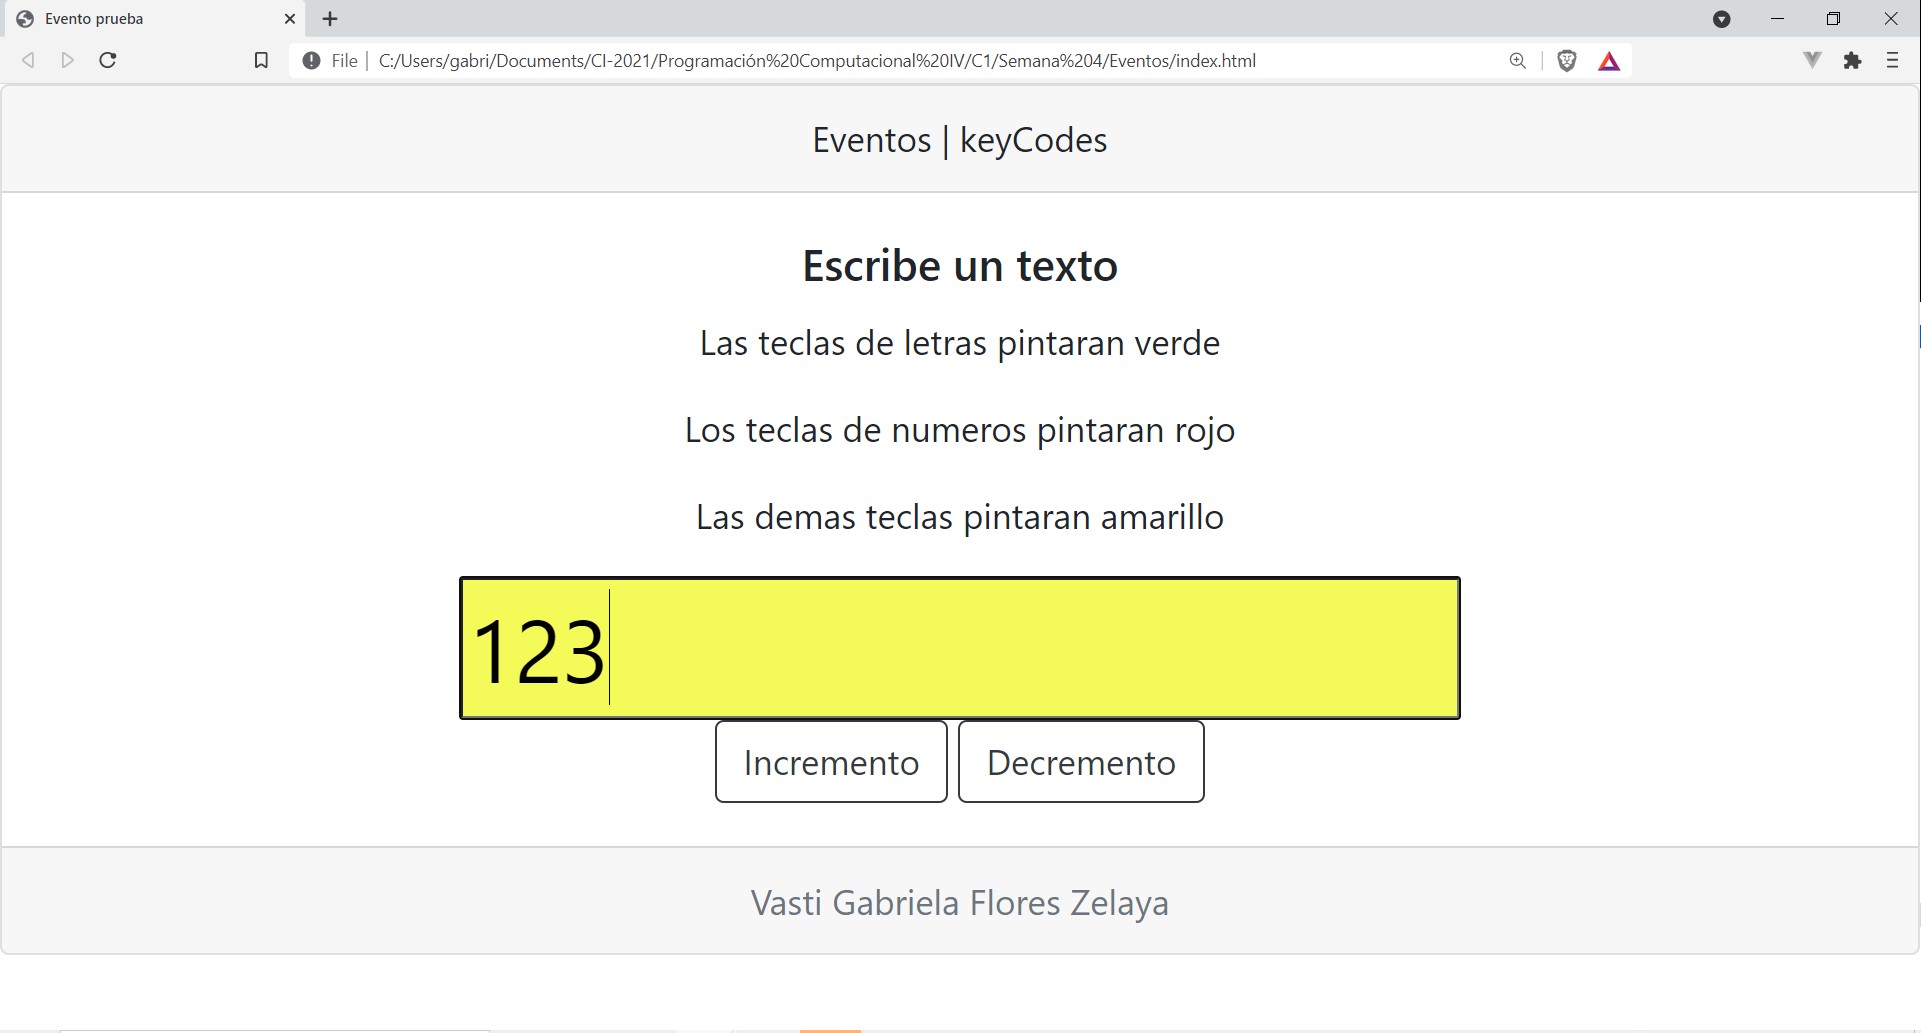 Evento prueba
File | C:/Users/gabri/Documents/CI-2021/Programación%20Computacional%20IV/C1/Semana%204/Eventos/index.html
Eventos | keyCodes
Escribe un texto
Las teclas de letras pintaran verde
Los teclas de numeros pintaran rojo
Las demas teclas pintaran amarillo
123
Incremento Decremento
Vasti Gabriela Flores Zelaya